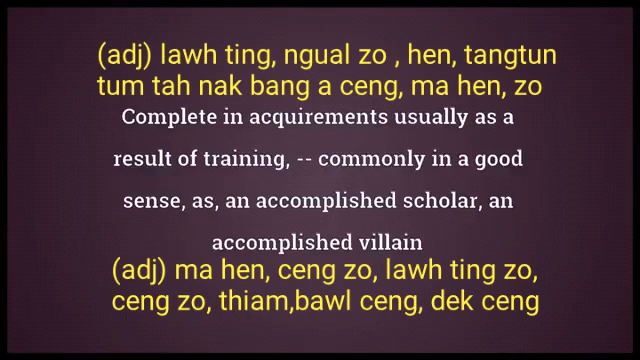 (adj) lawh ting, ngual zo , hen, tangtun
tum tah nak bang a ceng, ma hen, zo
Complete in acquirements usually as a
result of training, -- commonly in a good
sense, as, an accomplished scholar, an
accomplished villain
(adj) ma hen, ceng zo, lawh ting zo,
ceng zo, thiam,bawl ceng, dek ceng